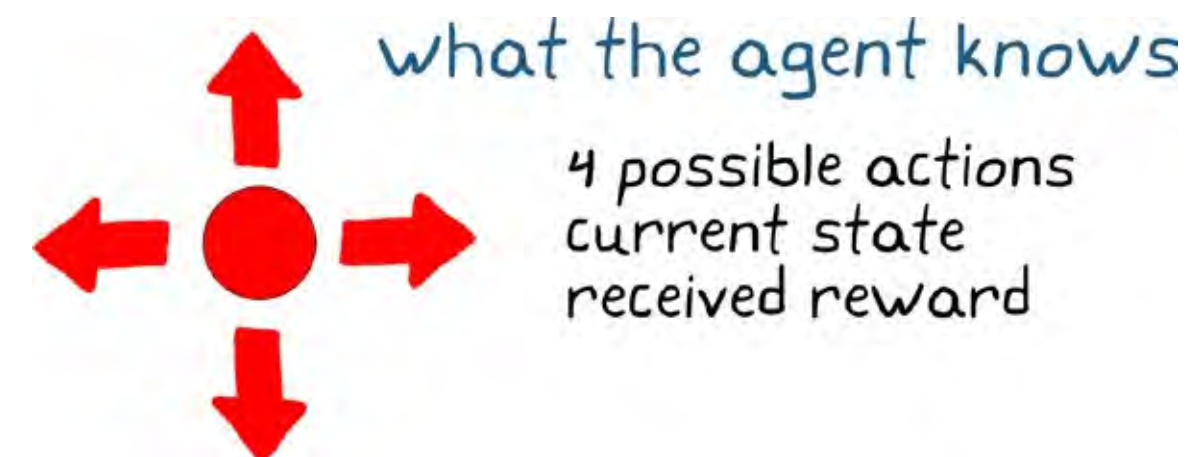 what the agent knows
4 possible actions
current state
received reward